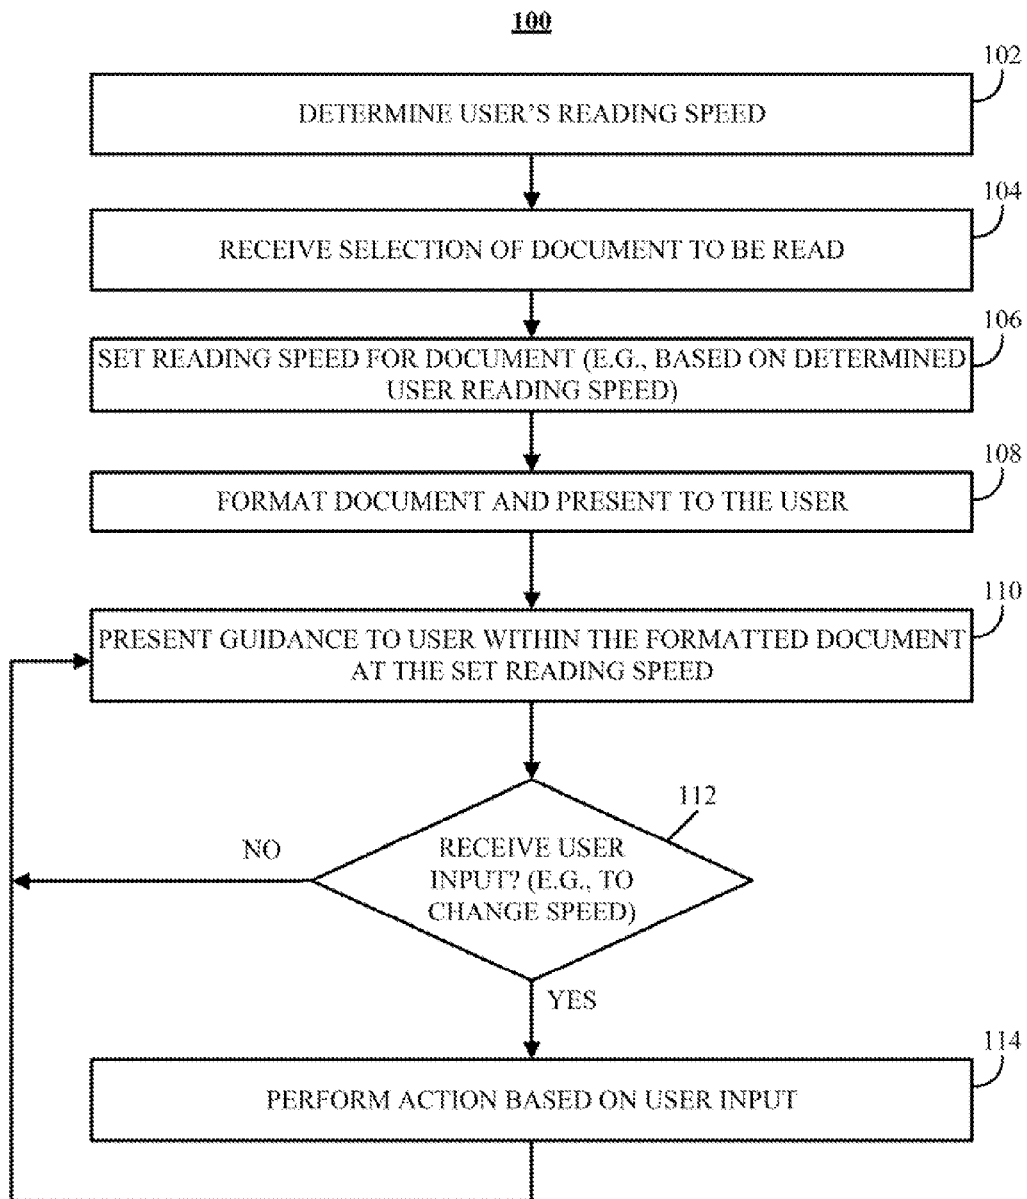 100
102
DETERMINE USER'S READING SPEED
104
RECEIVE SELECTION OF DOCUMENT TO BE READ
106
SET READING SPEED FOR DOCUMENT (E.G., BASED ON DETERMINED
USER READING SPEED)
108
FORMAT DOCUMENT AND PRESENT TO THE USER
110
PRESENT GUIDANCE TO USER WITHIN THE FORMATTED DOCUMENT
AT THE SET READING SPEED
112
NO
RECEIVE USER
INPUT? (E.G., TO
CHANGE SPEED)
YES
114
PERFORM ACTION BASED ON USER INPUT